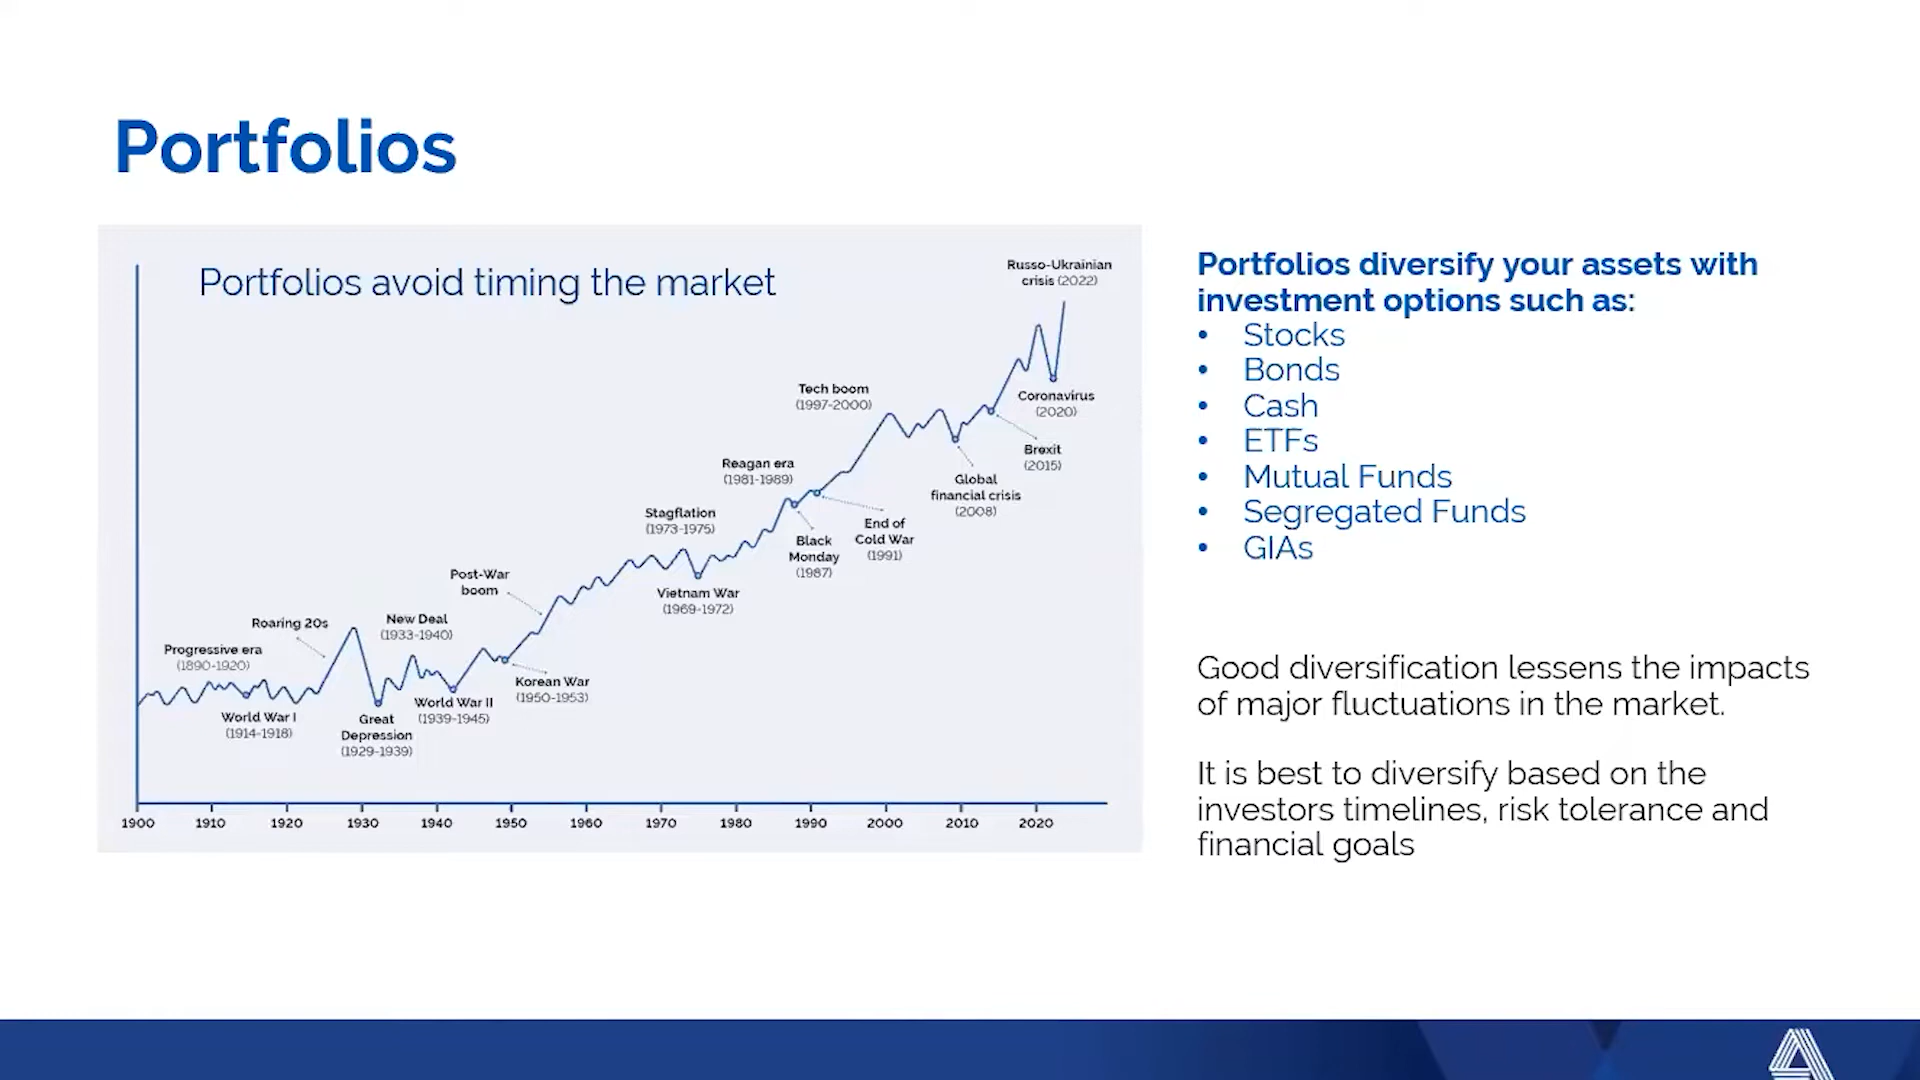 Portfolios
Portfolios avoid timing the market
Russo-Ukrainian
crisis (2022)
Coronavirus
(2020)
Tech boom
(1997-2000)
Brexit
(2015)
Reagan era
(1981-1989)
Global
financial crisis
(2008)
Stagflation
(1973-1975)
End of
Cold War
(1991)
Black
Monday
(1987)
Post-War
boom
Vietnam War
(1969-1972)
Roaring 20s
New Deal
(1933-1940)
Progressive era
(1890-1920)
Korean War
(1950-1953)
World War II
(1939-1945)
World War I
(1914-1918)
Great
Depression
(1929-1939)
1900 1910 1920 1930 1940 1950 1960 1970 1980 1990 2000 2010 2020
Portfolios diversify your assets with
investment options such as:
• Stocks
• Bonds
• Cash
• ETFs
• Mutual Funds
• Segregated Funds
• GIAs
Good diversification lessens the impacts
of major fluctuations in the market.
It is best to diversify based on the
investors timelines, risk tolerance and
financial goals